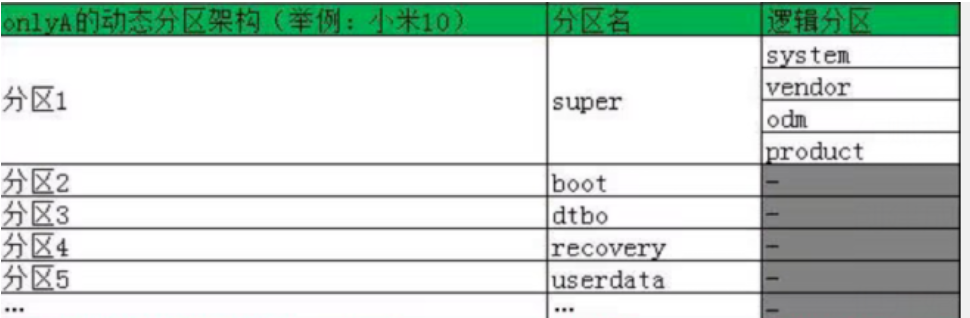 onlyA的动态分区架构（举例：小米10） 分区名 逻辑分区
分区1 super system
vendor
odm
product
分区2 boot -
分区3 dtbo -
分区4 recovery -
分区5 userdata -
… … -